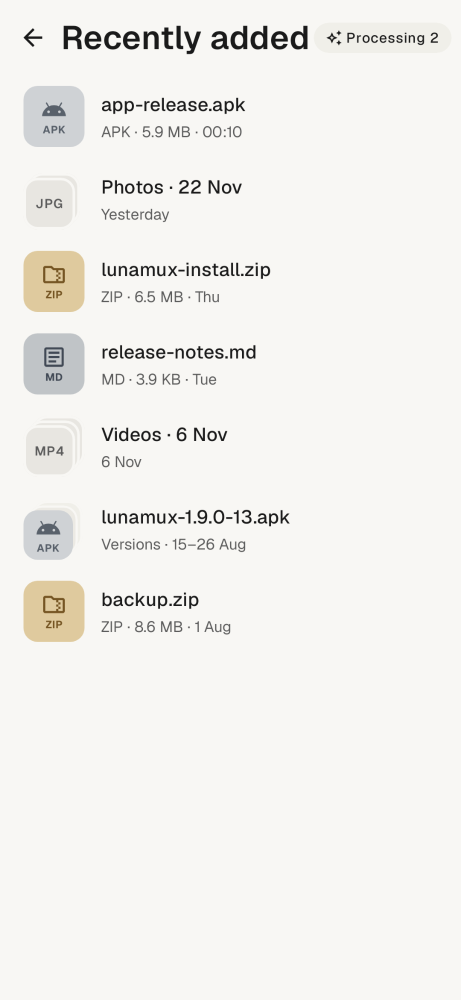 Recently added
Processing 2
APK
app-release.apk
APK · 5.9 MB · 00:10
JPG
Photos · 22 Nov
Yesterday
ZIP
lunamux-install.zip
ZIP · 6.5 MB · Thu
MD
release-notes.md
MD · 3.9 KB · Tue
MP4
Videos · 6 Nov
6 Nov
APK
lunamux-1.9.0-13.apk
Versions · 15–26 Aug
ZIP
backup.zip
ZIP · 8.6 MB · 1 Aug